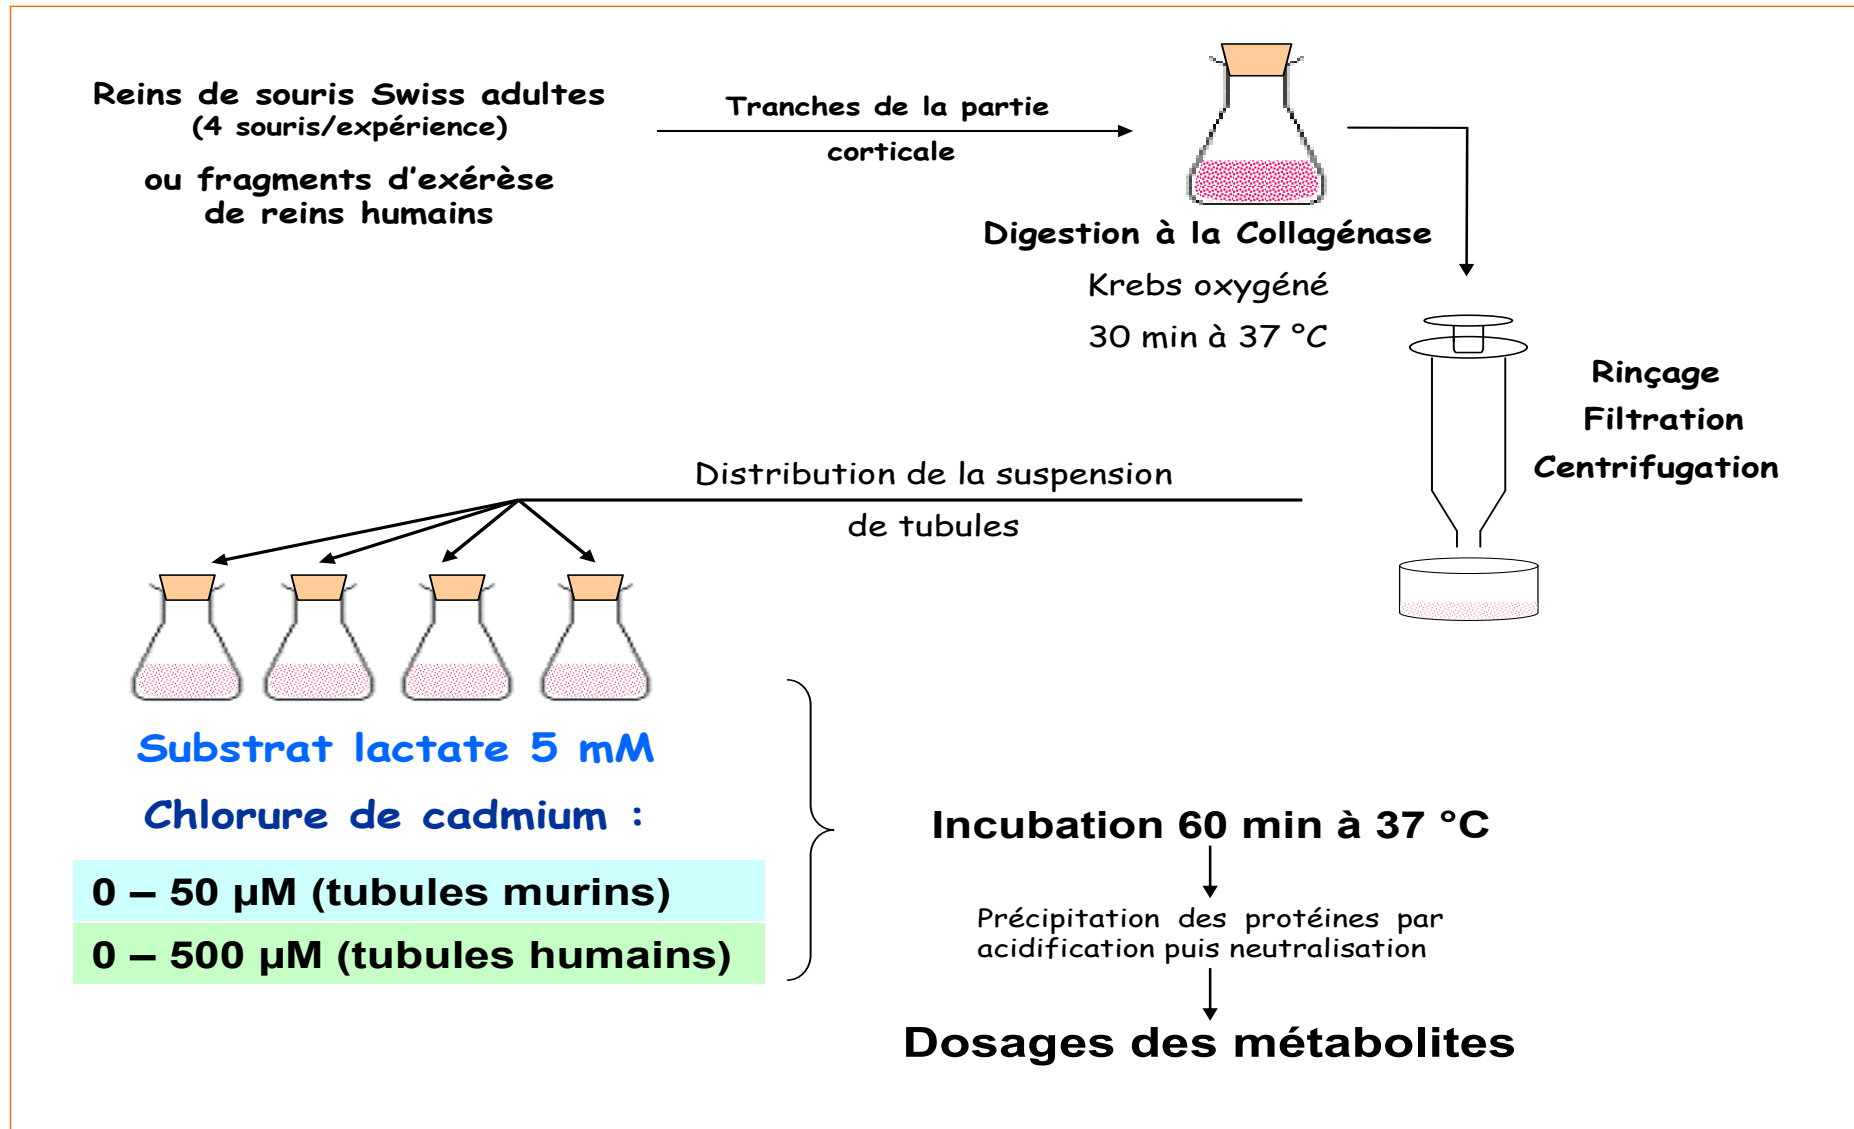 Reins de souris Swiss adultes
(4 souris/expérience)
ou fragments d'exérèse
de reins humains
Tranches de la partie
corticale
Digestion à la Collagénase
Krebs oxygéné
30 min à 37 °C
Rinçage
Filtration
Centrifugation
Distribution de la suspension
de tubules
Substrat lactate 5 mM
Chlorure de cadmium :
0 – 50 µM (tubules murins)
0 – 500 µM (tubules humains)
Incubation 60 min à 37 °C
Précipitation des protéines par
acidification puis neutralisation
Dosages des métabolites